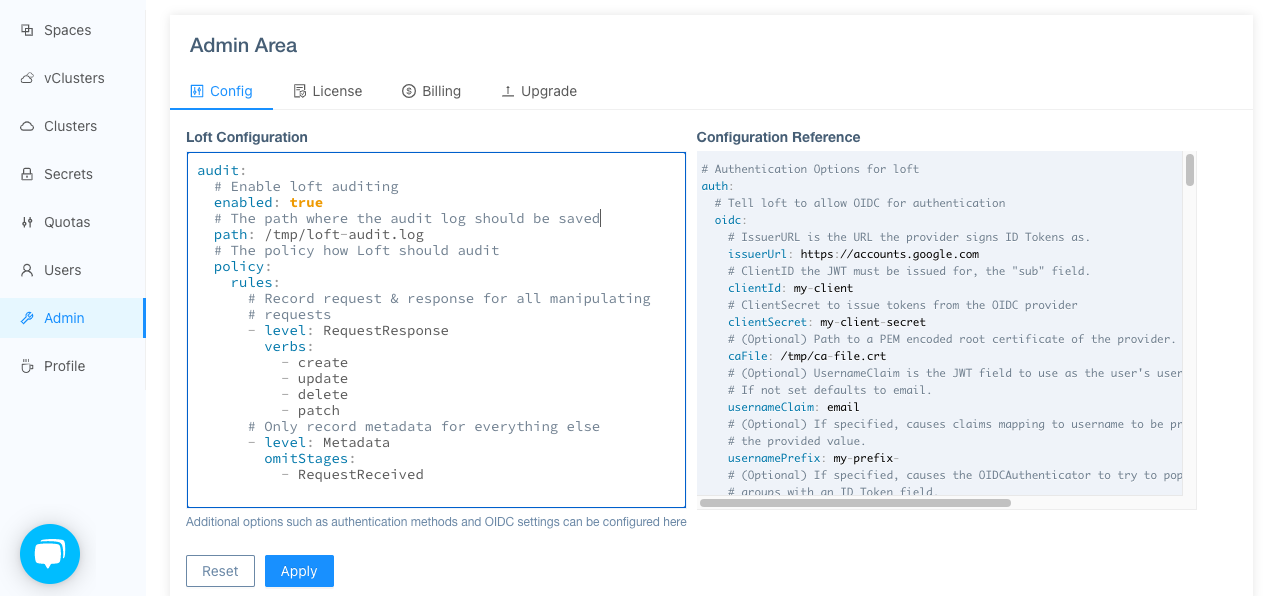 Spaces
vClusters
Clusters
Secrets
Quotas
Users
Admin
Profile
Admin Area
Config
License
Billing
Upgrade
Loft Configuration
audit:
  # Enable loft auditing
  enabled: true
  # The path where the audit log should be saved
  path: /tmp/loft-audit.log
  # The policy how Loft should audit
  policy:
    rules:
      # Record request & response for all manipulating
      # requests
      - level: RequestResponse
        verbs:
          - create
          - update
          - delete
          - patch
      # Only record metadata for everything else
      - level: Metadata
        omitStages:
          - RequestReceived
Additional options such as authentication methods and OIDC settings can be configured here
Reset
Apply
Configuration Reference
# Authentication Options for loft
auth:
  # Tell loft to allow OIDC for authentication
  oidc:
    # IssuerURL is the URL the provider signs ID Tokens as.
    issuerUrl: https://accounts.google.com
    # ClientID the JWT must be issued for, the "sub" field.
    clientId: my-client
    # ClientSecret to issue tokens from the OIDC provider
    clientSecret: my-client-secret
    # (Optional) Path to a PEM encoded root certificate of the provider.
    caFile: /tmp/ca-file.crt
    # (Optional) UsernameClaim is the JWT field to use as the user's user
    # If not set defaults to email.
    usernameClaim: email
    # (Optional) If specified, causes claims mapping to username to be pr
    # the provided value.
    usernamePrefix: my-prefix-
    # (Optional) If specified, causes the OIDCAuthenticator to try to pop
    # groups with an ID Token field.